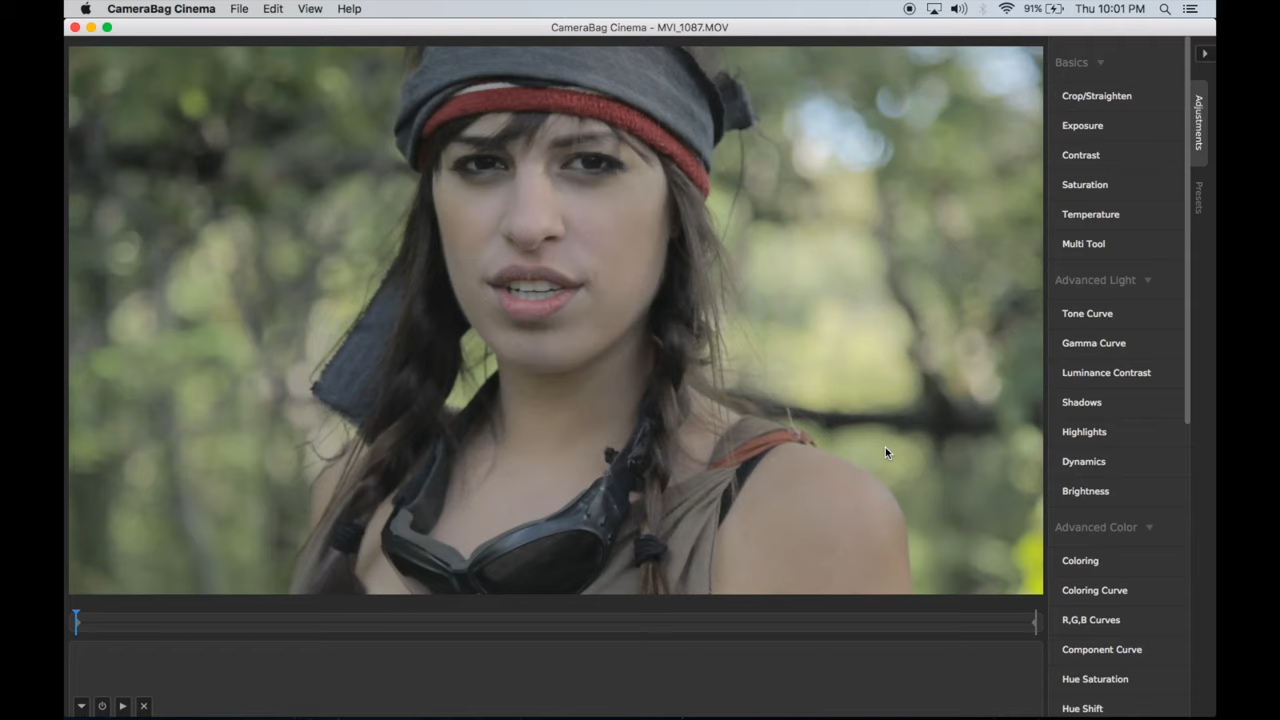 CameraBag Cinema File Edit View Help 91% Thu 10:01 PM
CameraBag Cinema - MVI_1087.MOV
Basics
Crop/Straighten
Exposure
Contrast
Saturation
Temperature
Multi Tool
Advanced Light
Tone Curve
Gamma Curve
Luminance Contrast
Shadows
Highlights
Dynamics
Brightness
Advanced Color
Coloring
Coloring Curve
R,G,B Curves
Component Curve
Hue Saturation
Hue Shift
Adjustments
Presets